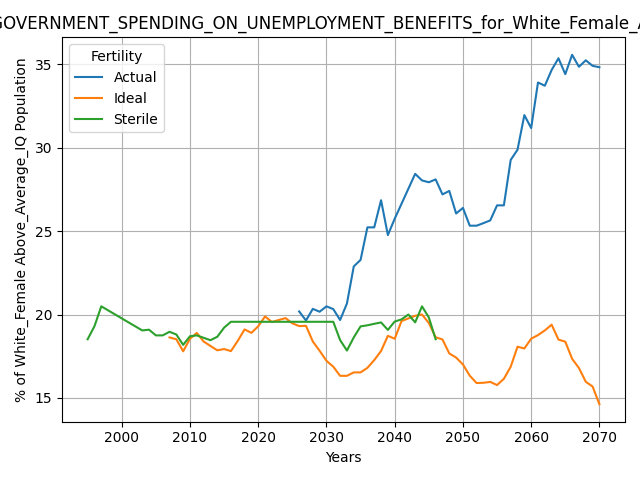 GOVERNMENT_SPENDING_ON_UNEMPLOYMENT_BENEFITS_for_White_Female_A
Fertility
Actual
Ideal
Sterile
% of White_Female Above_Average_IQ Population
35
30
25
20
15
2000
2010
2020
2030
2040
2050
2060
2070
Years